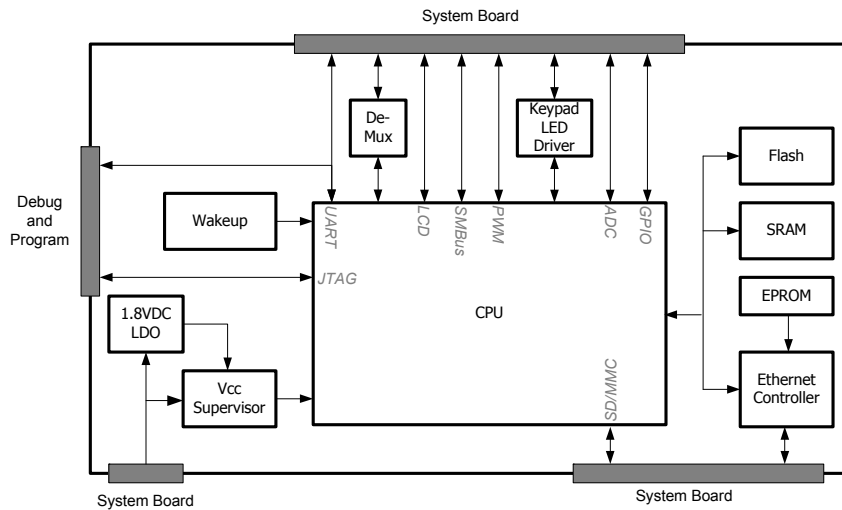 System Board
De-
Mux
Keypad
LED
Driver
Flash
Debug
and
Program
Wakeup
UART
LCD
SMBus
PWM
ADC
GPIO
SRAM
JTAG
CPU
EPROM
1.8VDC
LDO
Vcc
Supervisor
SD/MMC
Ethernet
Controller
System Board
System Board